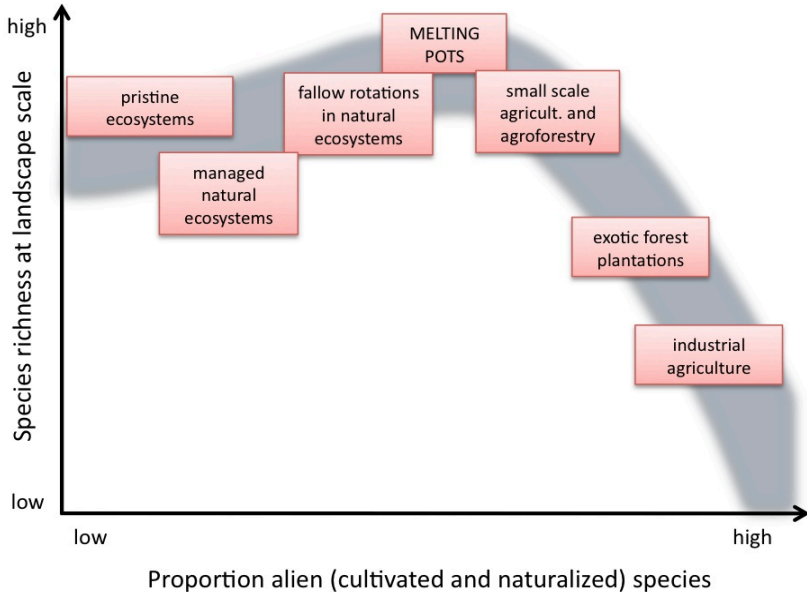 high
Species richness at landscape scale
MELTING
POTS
pristine
ecosystems
fallow rotations
in natural
ecosystems
small scale
agricult. and
agroforestry
managed
natural
ecosystems
exotic forest
plantations
industrial
agriculture
low
low
high
Proportion alien (cultivated and naturalized) species